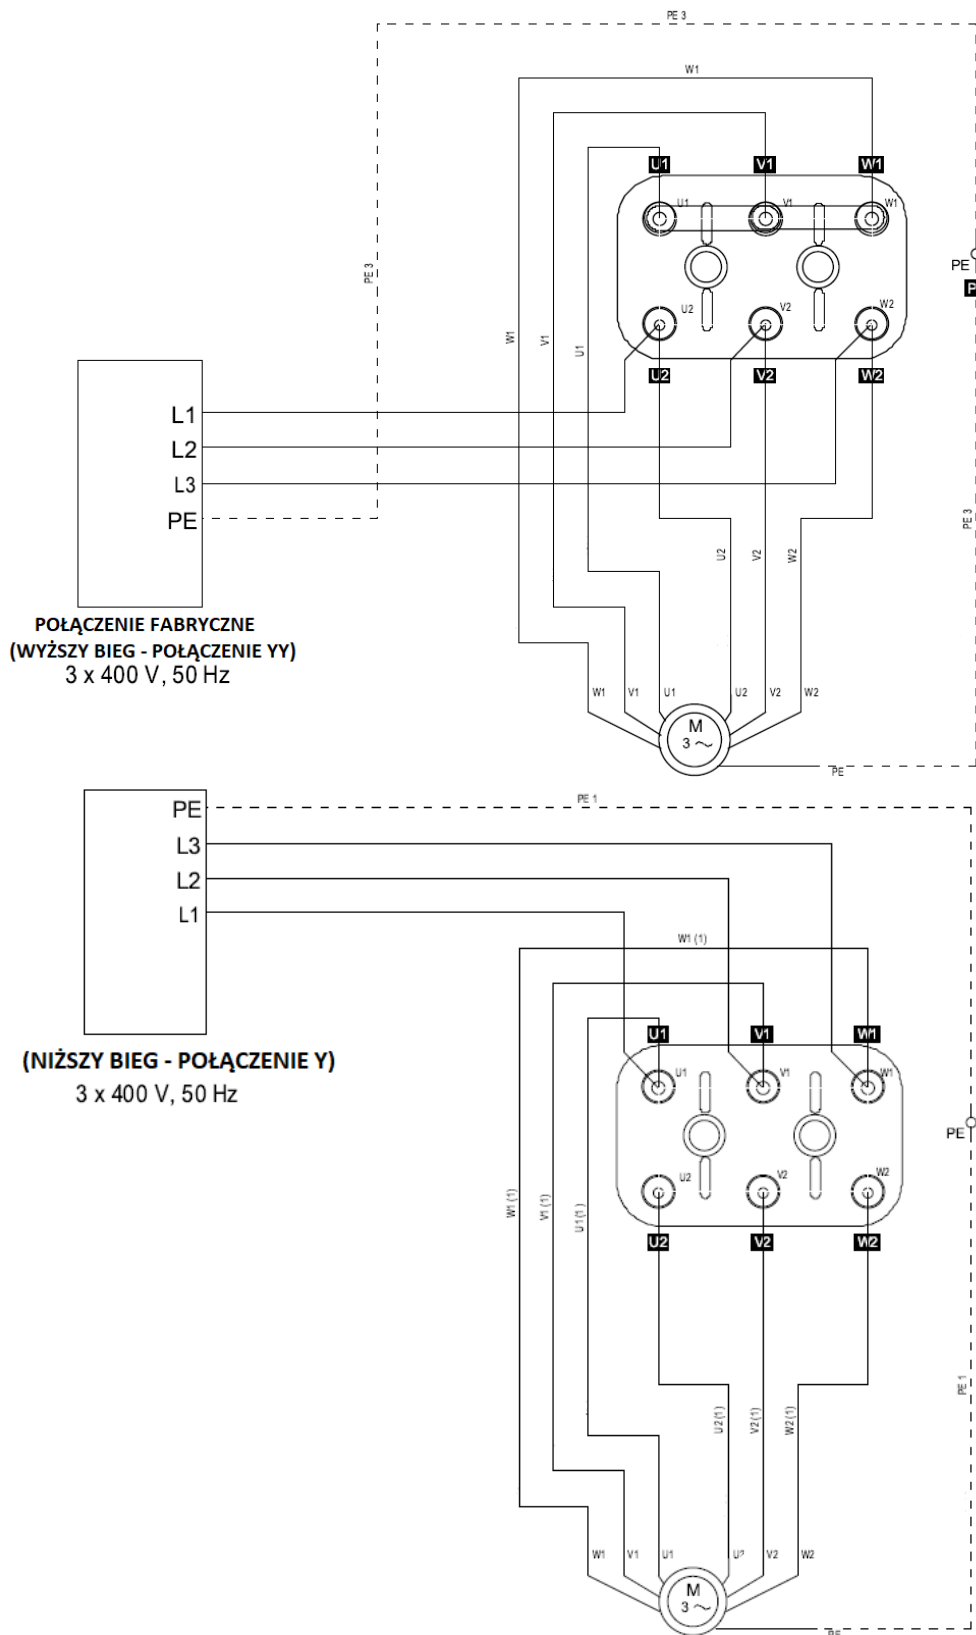 PE 3
W1
U1 V1 W1
U1 V1 W1
PE
P
PE 3
W1 V1 U1
U2 V2 W2
U2 V2 W2
L1
L2
L3
PE
PE 3
U2 V2 W2
POŁĄCZENIE FABRYCZNE
(WYŻSZY BIEG - POŁĄCZENIE YY)
3 x 400 V, 50 Hz
W1 V1 U1 U2 V2 W2
M
3 ~
PE
PE 1
PE
L3
L2
L1
W1 (1)
U1 V1 W1
(NIŻSZY BIEG - POŁĄCZENIE Y)
3 x 400 V, 50 Hz
U1 V1 W1
PE
U2 V2 W2
W1 (1) V1 (1) U1 (1)
U2 V2 W2
PE 1
U2 (1) V2 (1) W2 (1)
W1 V1 U1 U2 V2 W2
M
3 ~
PE